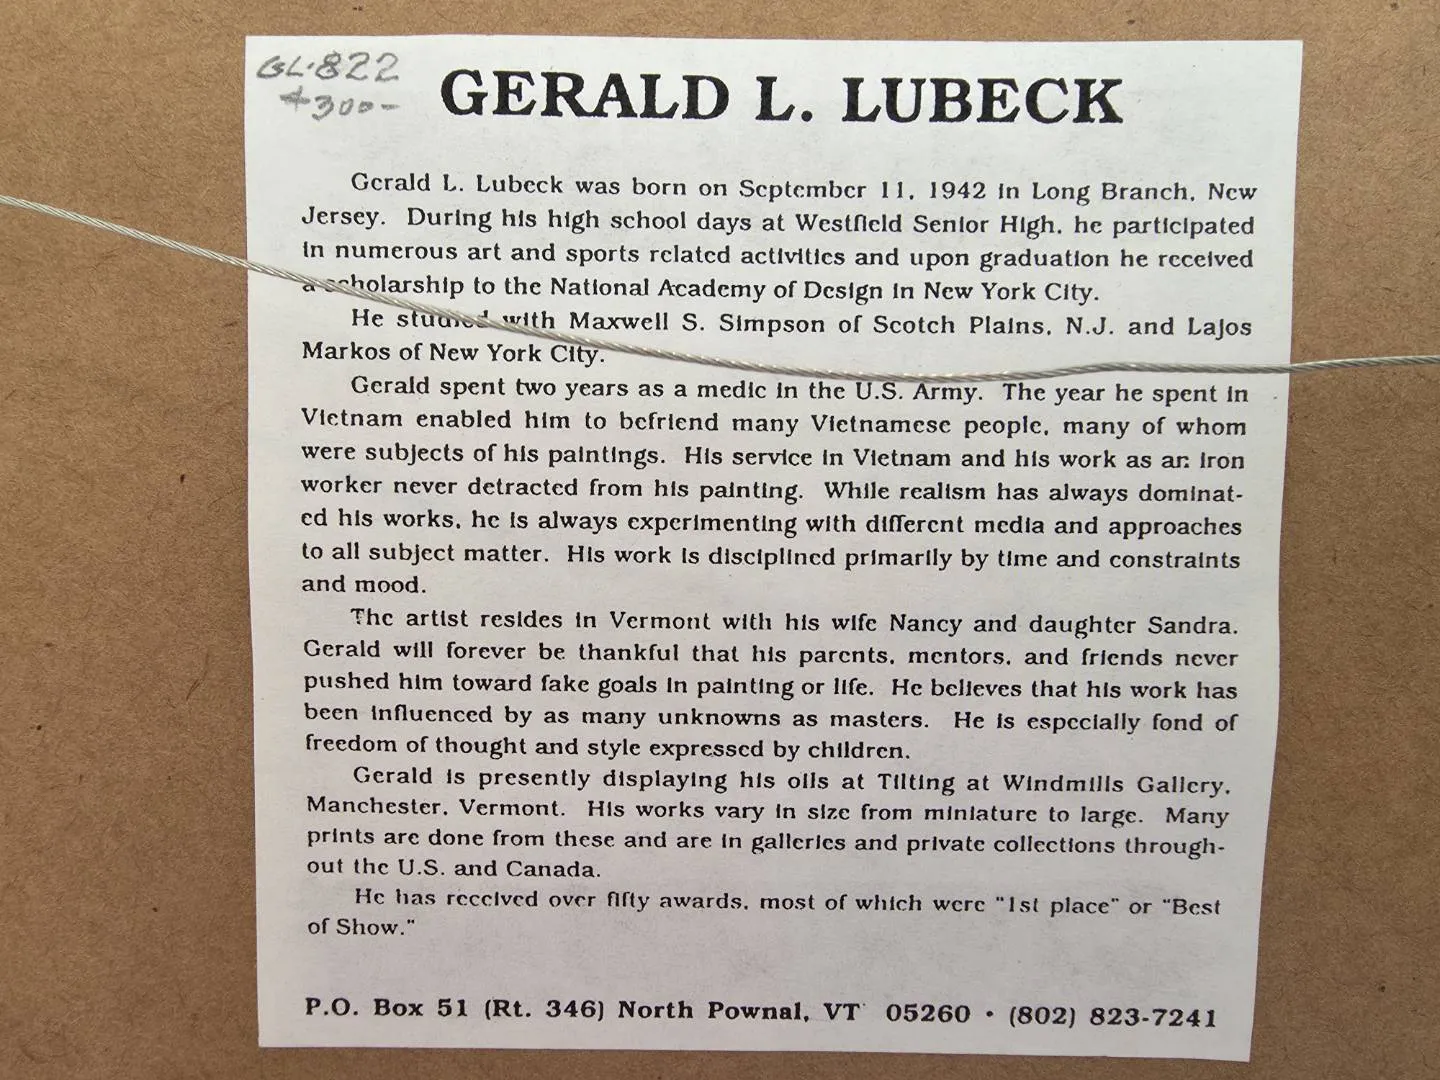 GL-822
$300-
GERALD L. LUBECK
Gerald L. Lubeck was born on September 11, 1942 in Long Branch, New
Jersey. During his high school days at Westfield Senior High, he participated
in numerous art and sports related activities and upon graduation he received
a scholarship to the National Academy of Design in New York City.
He studied with Maxwell S. Simpson of Scotch Plains, N.J. and Lajos
Markos of New York City.
Gerald spent two years as a medic in the U.S. Army. The year he spent in
Vietnam enabled him to befriend many Vietnamese people, many of whom
were subjects of his paintings. His service in Vietnam and his work as an iron
worker never detracted from his painting. While realism has always dominat-
ed his works, he is always experimenting with different media and approaches
to all subject matter. His work is disciplined primarily by time and constraints
and mood.
The artist resides in Vermont with his wife Nancy and daughter Sandra.
Gerald will forever be thankful that his parents, mentors, and friends never
pushed him toward fake goals in painting or life. He believes that his work has
been influenced by as many unknowns as masters. He is especially fond of
freedom of thought and style expressed by children.
Gerald is presently displaying his oils at Tilting at Windmills Gallery,
Manchester, Vermont. His works vary in size from miniature to large. Many
prints are done from these and are in galleries and private collections through-
out the U.S. and Canada.
He has received over fifty awards, most of which were "1st place" or "Best
of Show."
P.O. Box 51 (Rt. 346) North Pownal, VT 05260 • (802) 823-7241